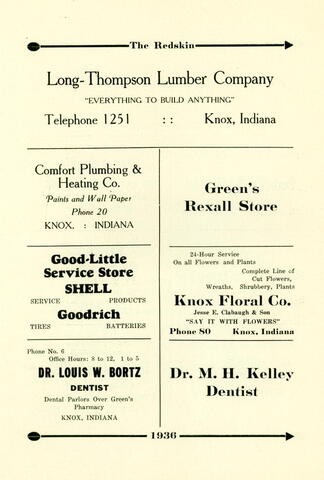 The Redskin
Long-Thompson Lumber Company
"EVERYTHING TO BUILD ANYTHING"
Telephone 1251 : : Knox, Indiana
Comfort Plumbing &
Heating Co.
Paints and Wall Paper
Phone 20
KNOX, : INDIANA
Green's
Rexall Store
Good-Little
Service Store
SHELL
SERVICE PRODUCTS
Goodrich
TIRES BATTERIES
24-Hour Service
On all Flowers and Plants
Complete Line of
Cut Flowers,
Wreaths, Shrubbery, Plants
Knox Floral Co.
Jesse E. Clabaugh & Son
"SAY IT WITH FLOWERS"
Phone 80 Knox, Indiana
Phone No. 6
Office Hours: 8 to 12, 1 to 5
DR. LOUIS W. BORTZ
DENTIST
Dental Parlors Over Green's
Pharmacy
KNOX, INDIANA
Dr. M. H. Kelley
Dentist
1936